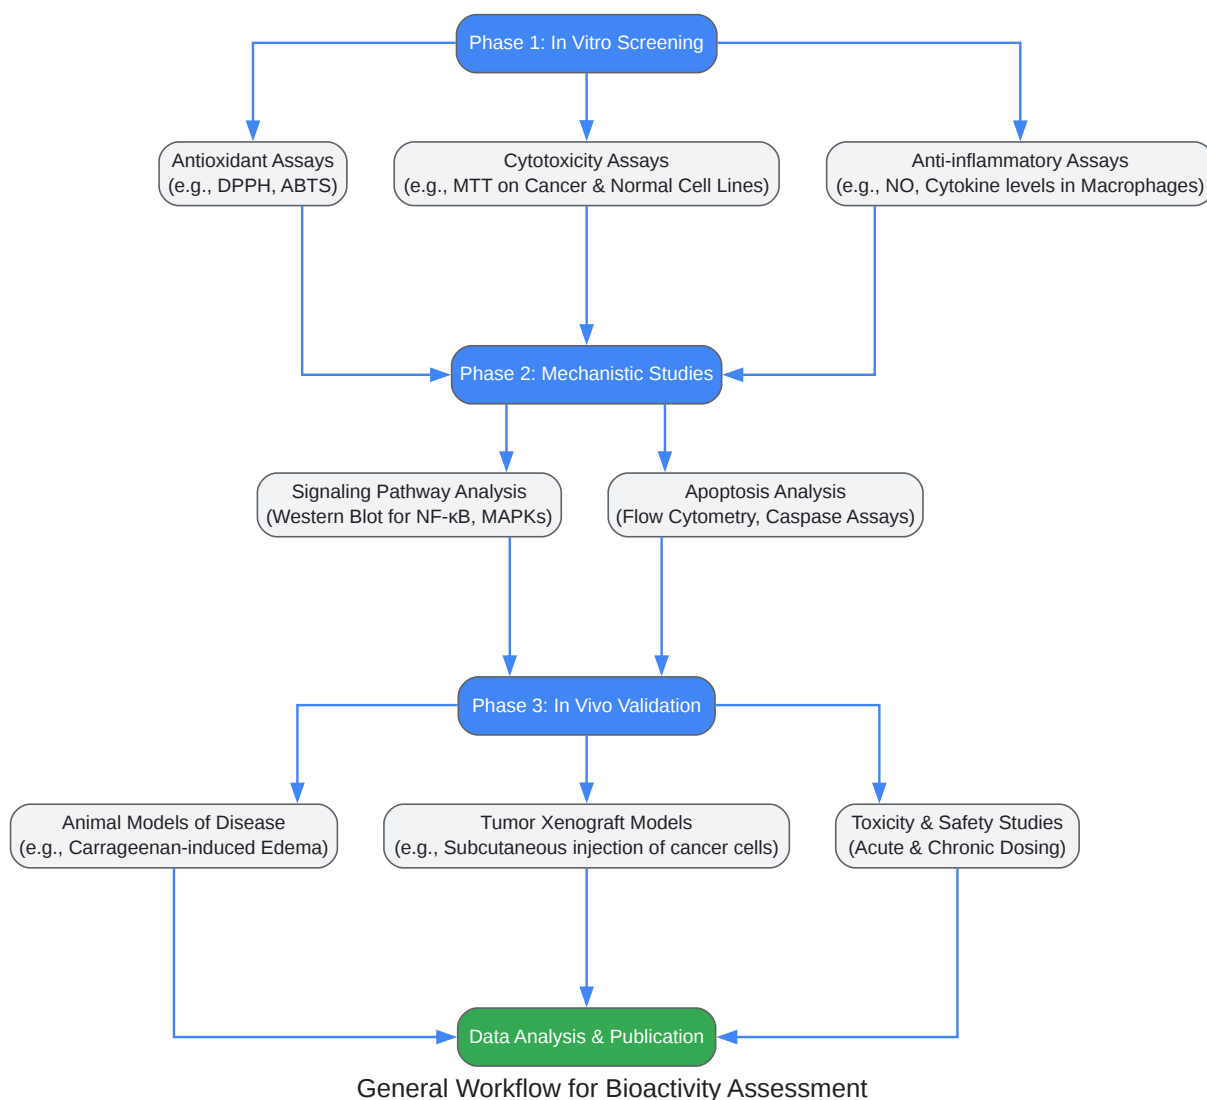 Phase 1: In Vitro Screening
Antioxidant Assays
(e.g., DPPH, ABTS)
Cytotoxicity Assays
(e.g., MTT on Cancer & Normal Cell Lines)
Anti-inflammatory Assays
(e.g., NO, Cytokine levels in Macrophages)
Phase 2: Mechanistic Studies
Signaling Pathway Analysis
(Western Blot for NF-κB, MAPKs)
Apoptosis Analysis
(Flow Cytometry, Caspase Assays)
Phase 3: In Vivo Validation
Animal Models of Disease
(e.g., Carrageenan-induced Edema)
Tumor Xenograft Models
(e.g., Subcutaneous injection of cancer cells)
Toxicity & Safety Studies
(Acute & Chronic Dosing)
Data Analysis & Publication
General Workflow for Bioactivity Assessment